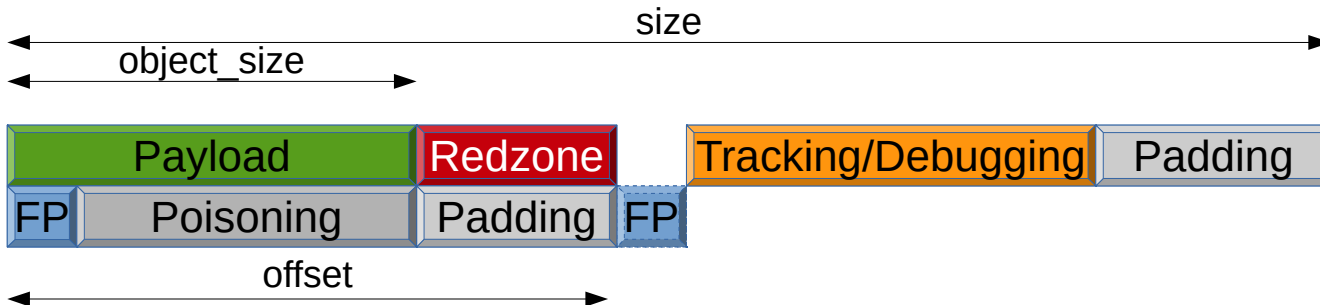 size
object_size
Payload Redzone Tracking/Debugging Padding
FP Poisoning Padding FP
offset